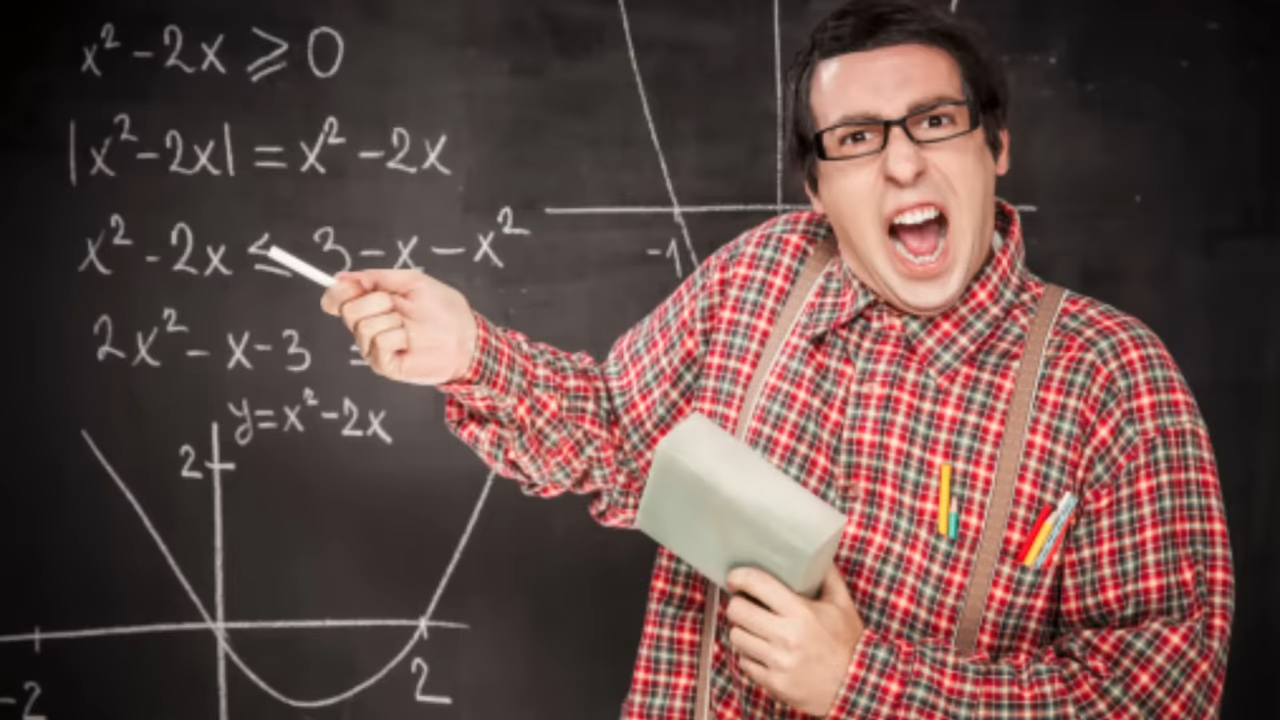 x² - 2x ⩾ 0
|x² - 2x| = x² - 2x
x² - 2x ≤ 3 - x - x²
2x² - x - 3
y = x² - 2x
2
-2
2
-1